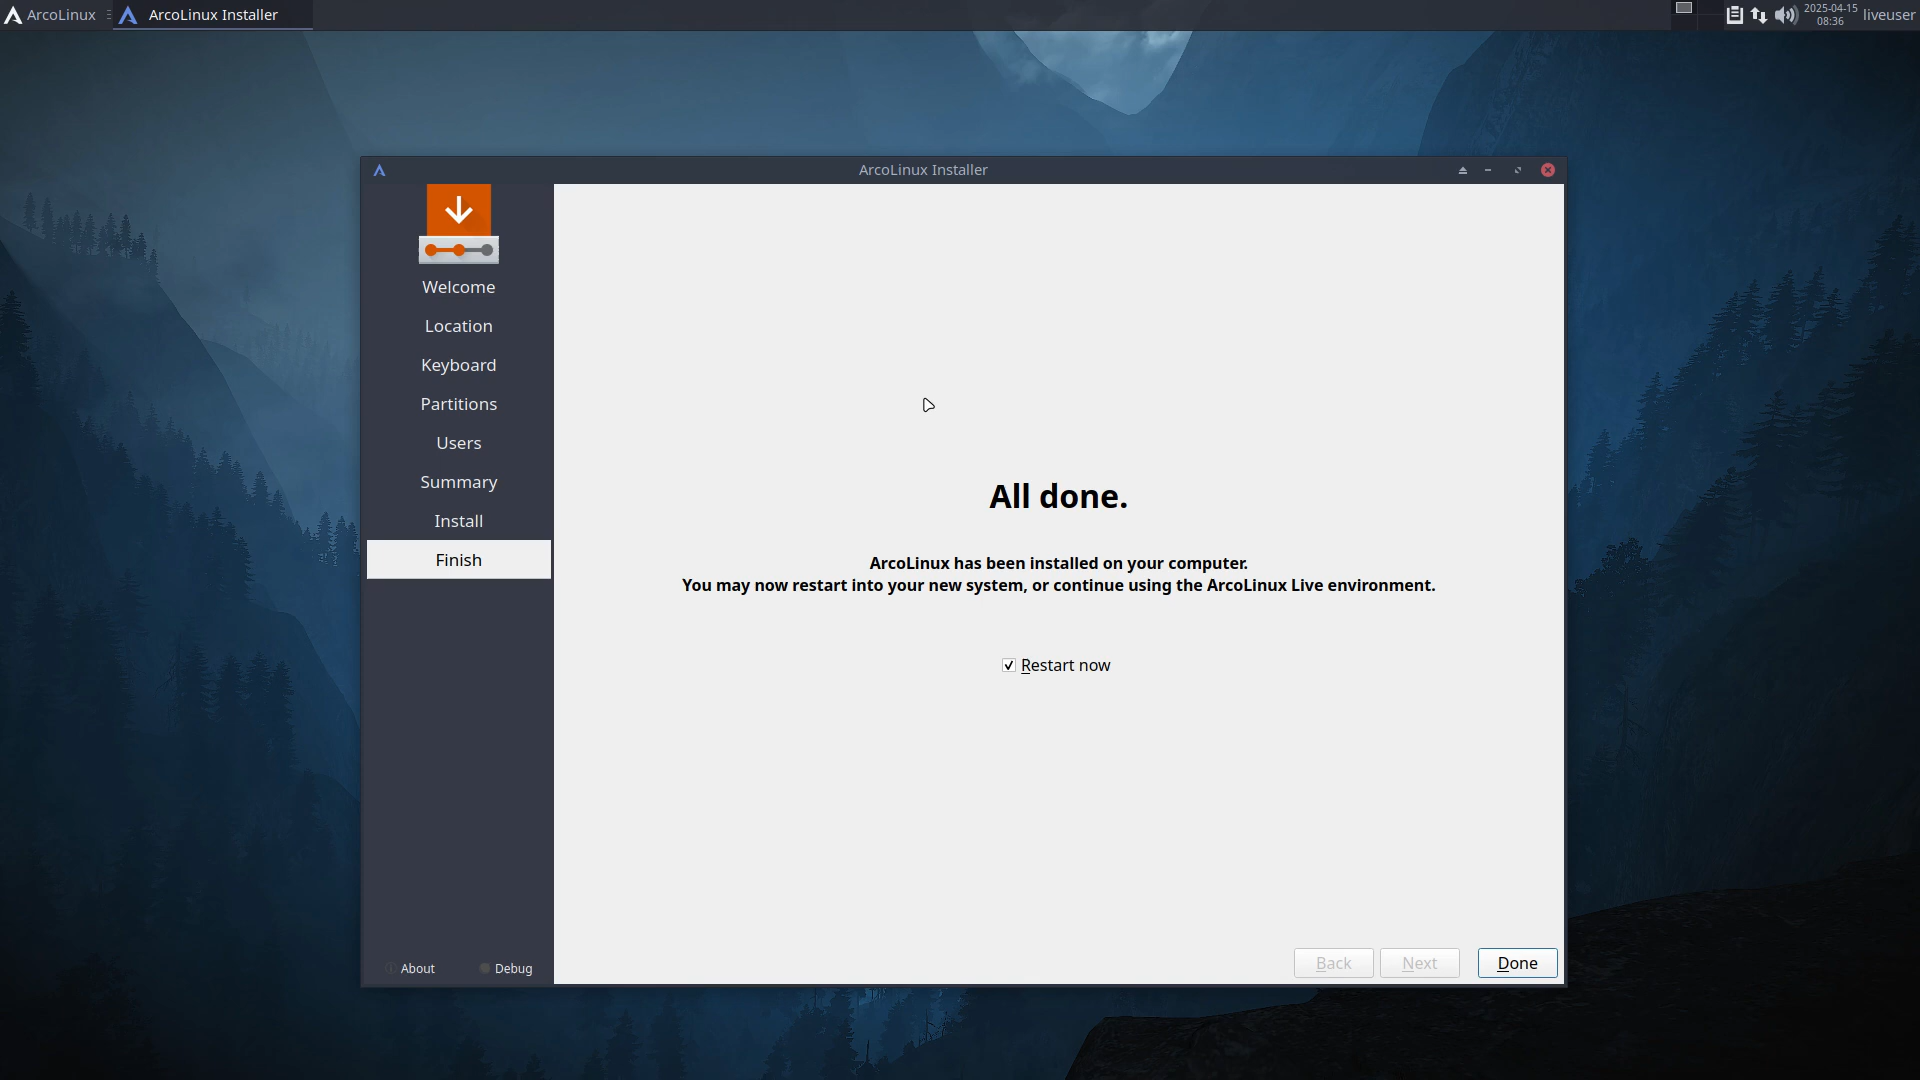 ArcoLinux
ArcoLinux Installer
2025-04-15
08:36
liveuser
ArcoLinux Installer
Welcome
Location
Keyboard
Partitions
Users
Summary
Install
Finish
All done.
ArcoLinux has been installed on your computer.
You may now restart into your new system, or continue using the ArcoLinux Live environment.
Restart now
About
Debug
Back
Next
Done